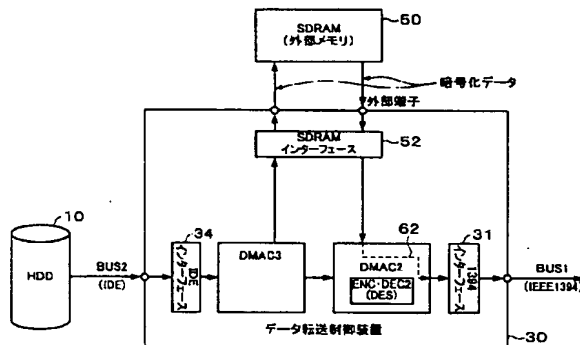 SDRAM
(外部メモリ)
50
暗号化データ
外部端子
SDRAM
インターフェース
52
10
HDD
BUS2
(IDE)
34
IDE
インターフェース
DMAC3
62
DMAC2
ENC・DEC2
(DES)
31
1394
インターフェース
BUS1
(IEEE1394)
データ転送制御装置
30